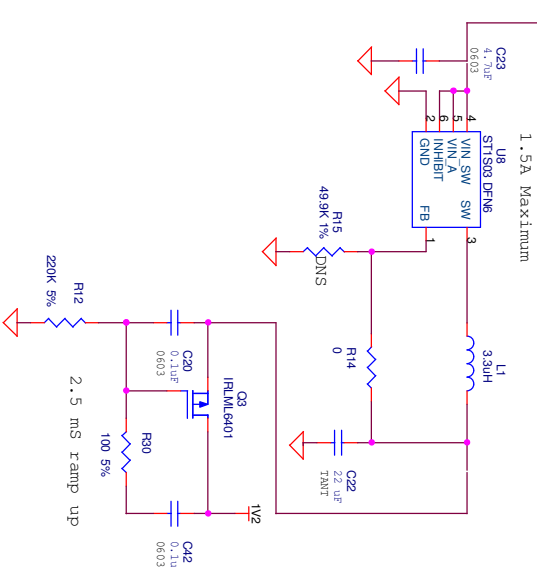 1.5A Maximum
C23
4.7uF
0603
U8
ST1S03 DFN6
4
5
6
2
VIN_SW
VIN_A
INHIBIT
GND
SW
FB
3
1
R15
49.9K 1%
DNS
L1
3.3uH
R14
0
C22
22 uF
TANT
R12
220K 5%
C20
0.1uF
0603
Q3
IRLML6401
1V2
R30
100 5%
C42
0.1u
0603
2.5 mS ramp up